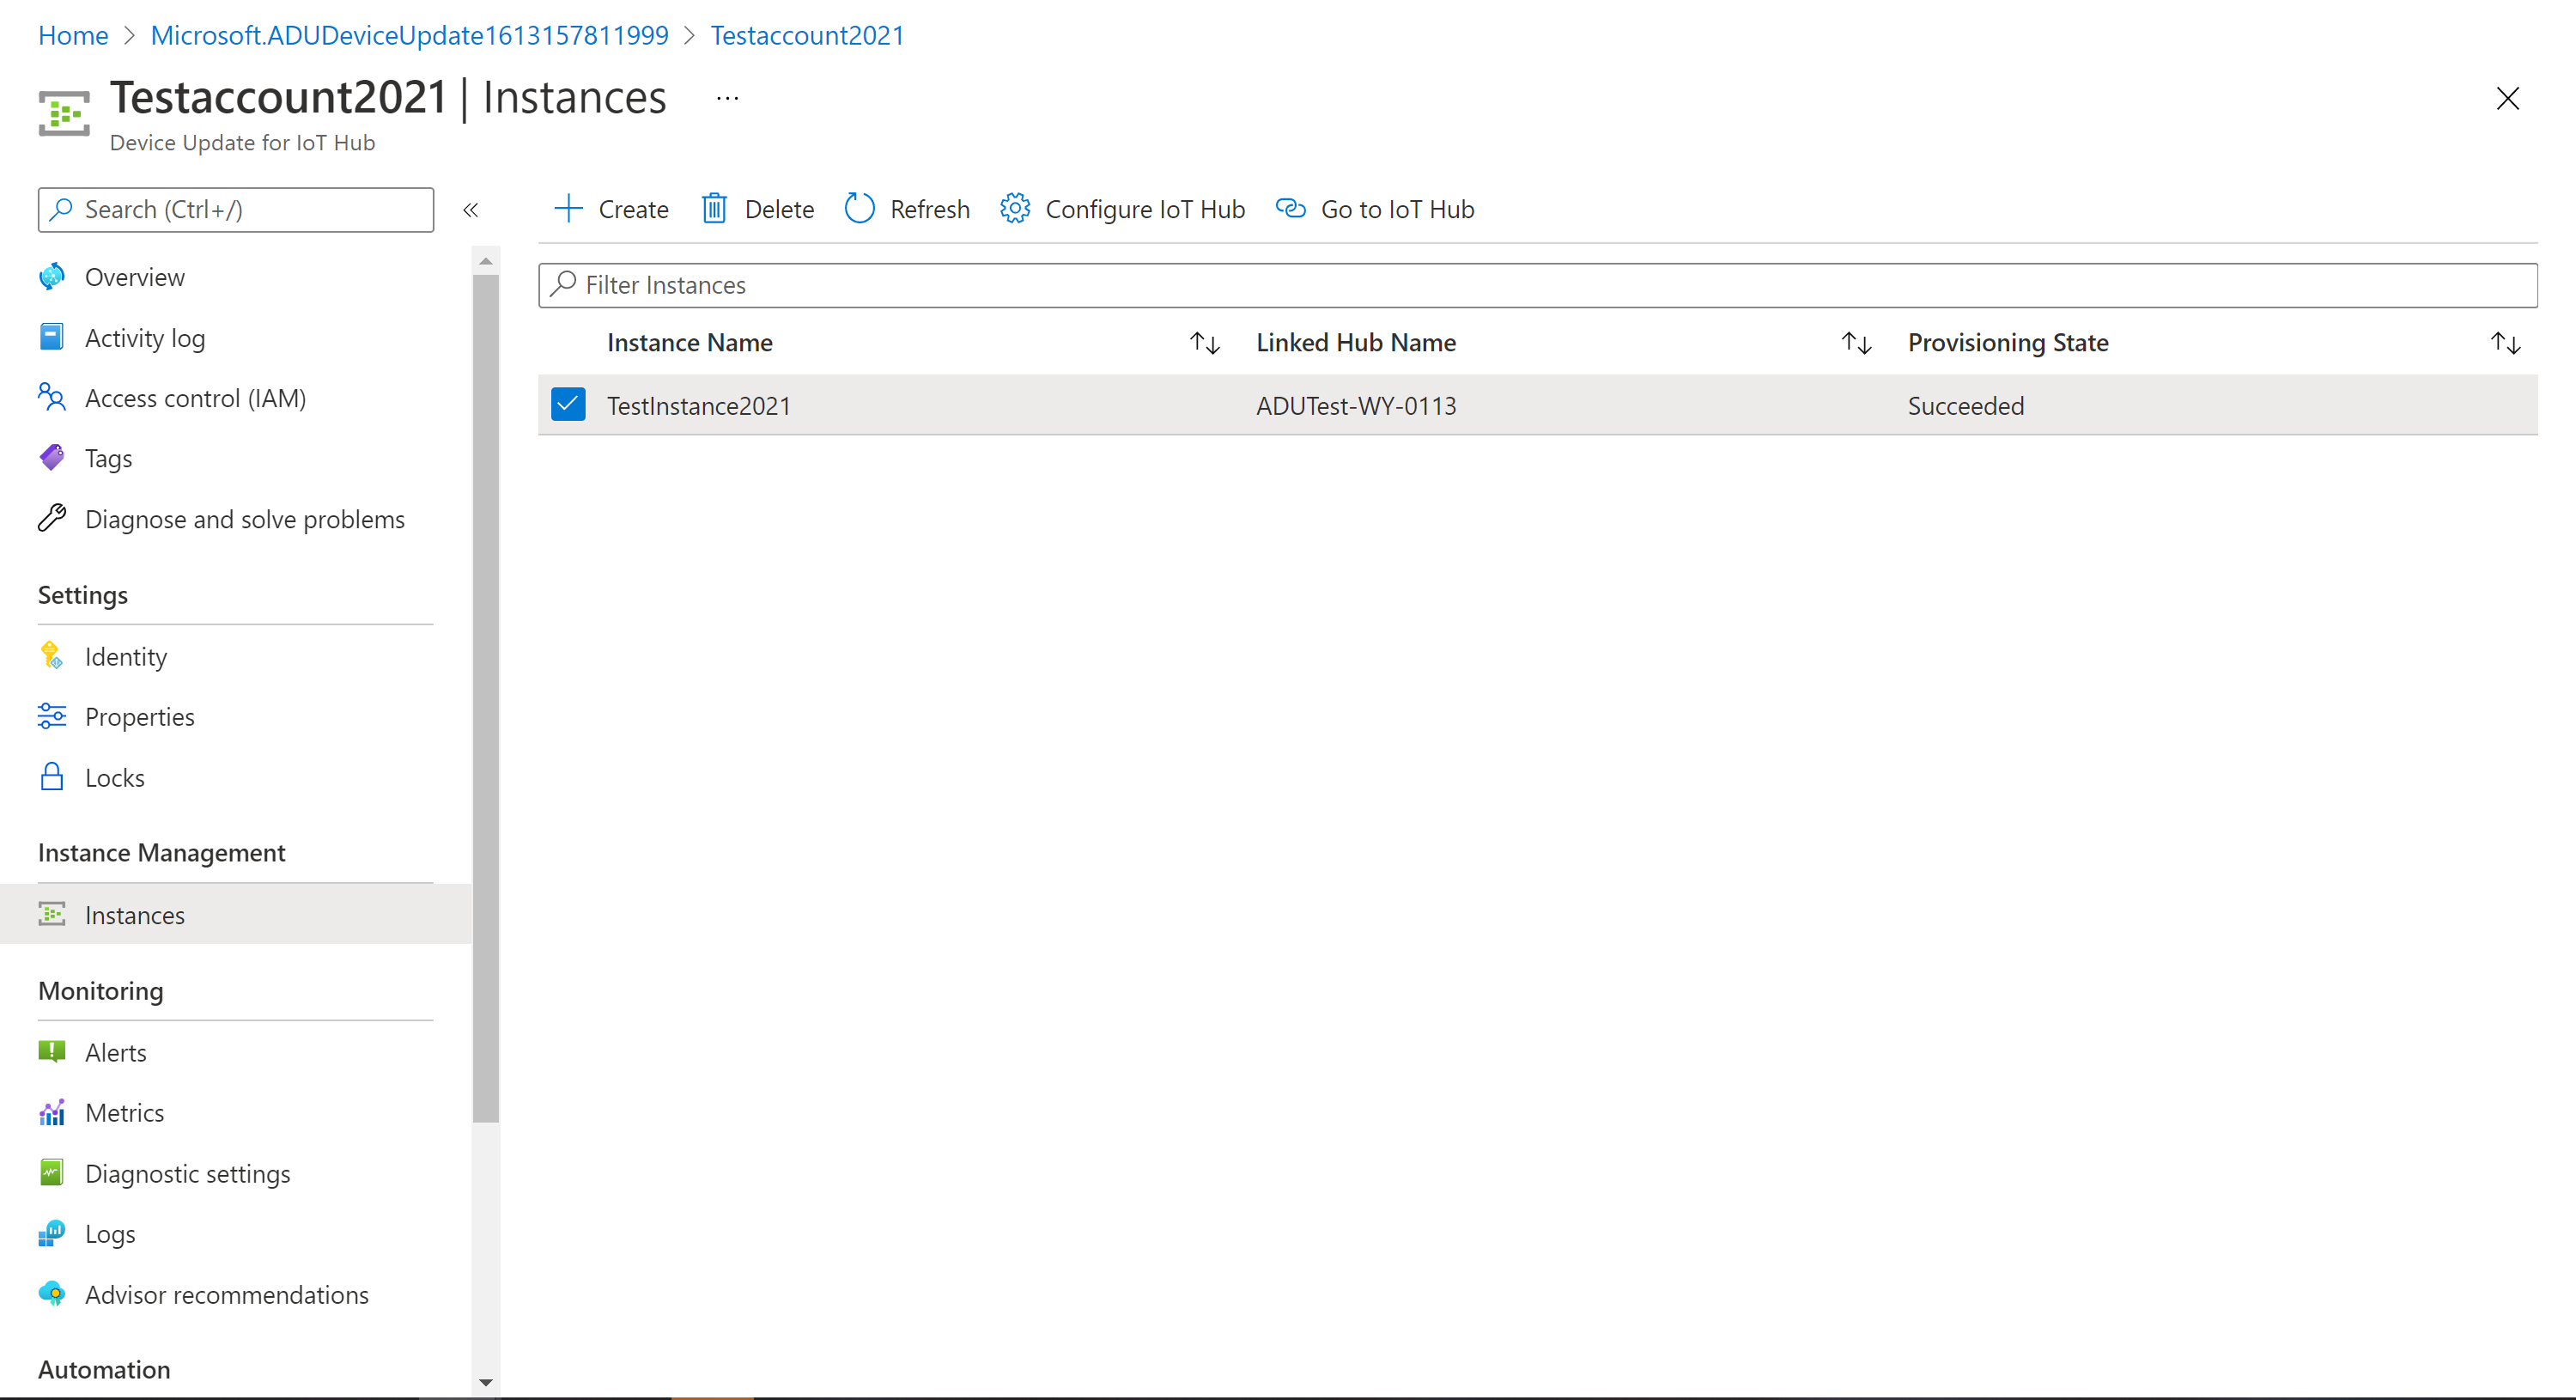 Home > Microsoft.ADUDeviceUpdate1613157811999 > Testaccount2021
Testaccount2021 | Instances ...
Device Update for IoT Hub
Search (Ctrl+/)
Create Delete Refresh Configure IoT Hub Go to IoT Hub
Overview
Activity log
Access control (IAM)
Tags
Diagnose and solve problems
Settings
Identity
Properties
Locks
Instance Management
Instances
Monitoring
Alerts
Metrics
Diagnostic settings
Logs
Advisor recommendations
Automation
Filter Instances
Instance Name Linked Hub Name Provisioning State
TestInstance2021 ADUTest-WY-0113 Succeeded